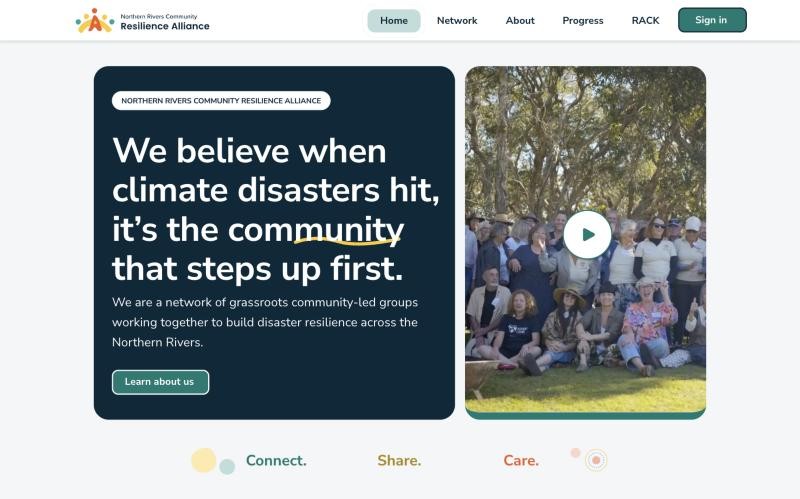 Northern Rivers Community
Resilience Alliance
Home
Network
About
Progress
RACK
Sign in
NORTHERN RIVERS COMMUNITY RESILIENCE ALLIANCE
We believe when
climate disasters hit,
it’s the community
that steps up first.
We are a network of grassroots community-led groups
working together to build disaster resilience across the
Northern Rivers.
Learn about us
Connect.
Share.
Care.